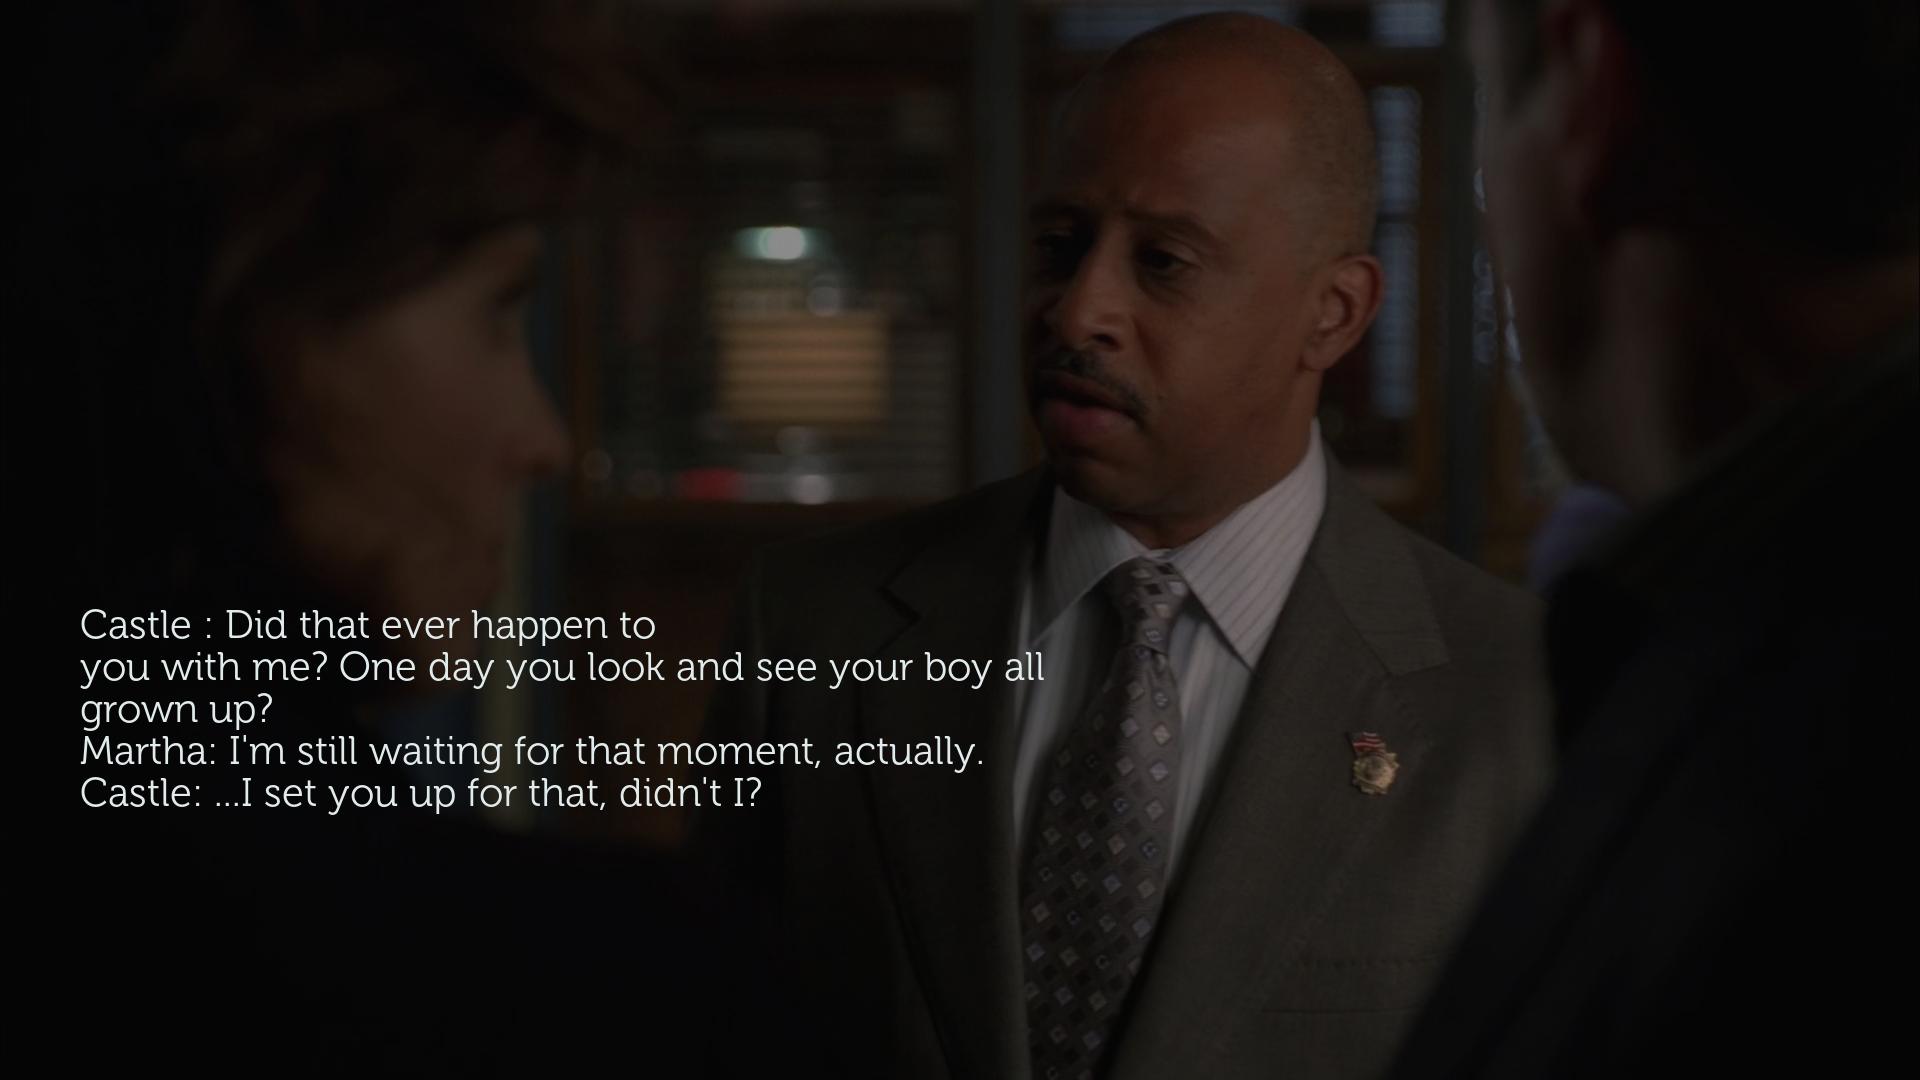 Castle : Did that ever happen to
you with me? One day you look and see your boy all
grown up?
Martha: I'm still waiting for that moment, actually.
Castle: ...I set you up for that, didn't I?